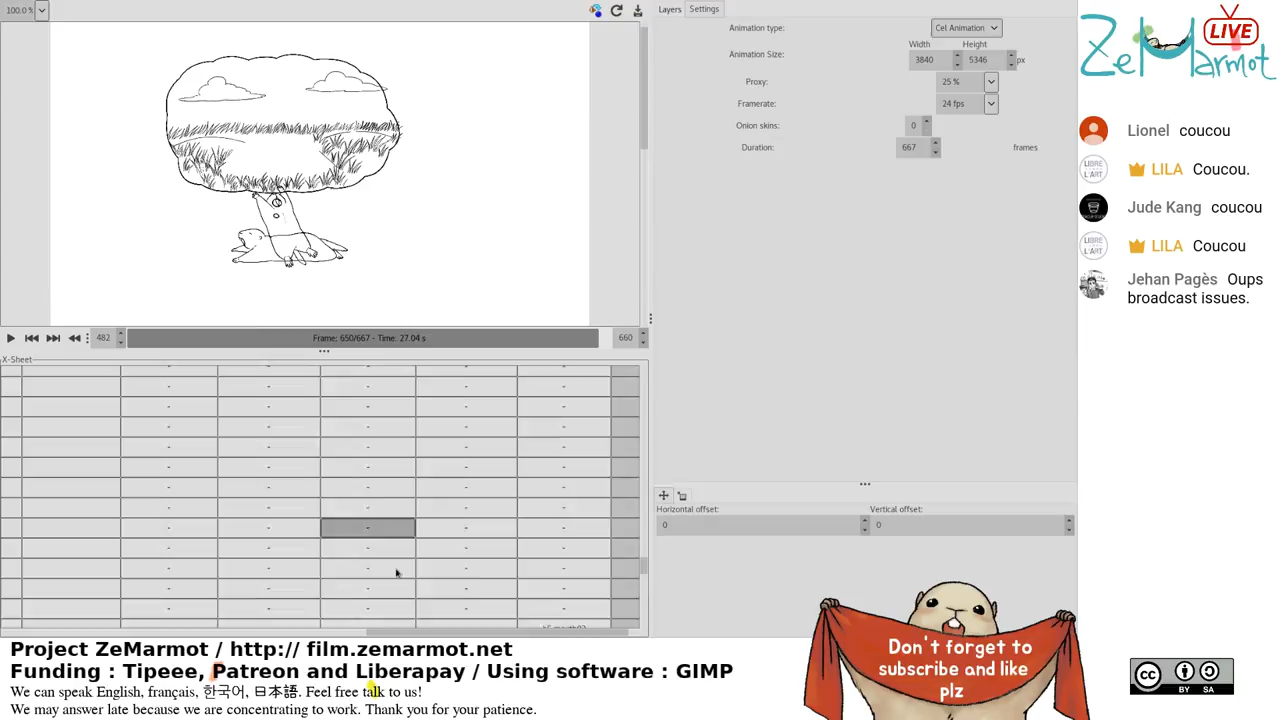 100.0 %
Layers
Settings
Animation type:
Cel Animation
Width
Height
Animation Size:
3840
5346
px
Proxy:
25 %
Framerate:
24 fps
Onion skins:
0
Duration:
667
frames
482
Frame: 650/667 - Time: 27.04 s
660
X-Sheet
Horizontal offset:
Vertical offset:
0
0
ZeMarmot
LIVE
Lionel coucou
LILA Coucou.
Jude Kang coucou
LILA Coucou
Jehan Pagès Oups
broadcast issues.
Don't forget to
subscribe and like
plz
Project ZeMarmot / http:// film.zemarmot.net
Funding : Tipeee, Patreon and Liberapay / Using software : GIMP
We can speak English, français, 한국어, 日本語. Feel free talk to us!
We may answer late because we are concentrating to work. Thank you for your patience.
cc
BY SA